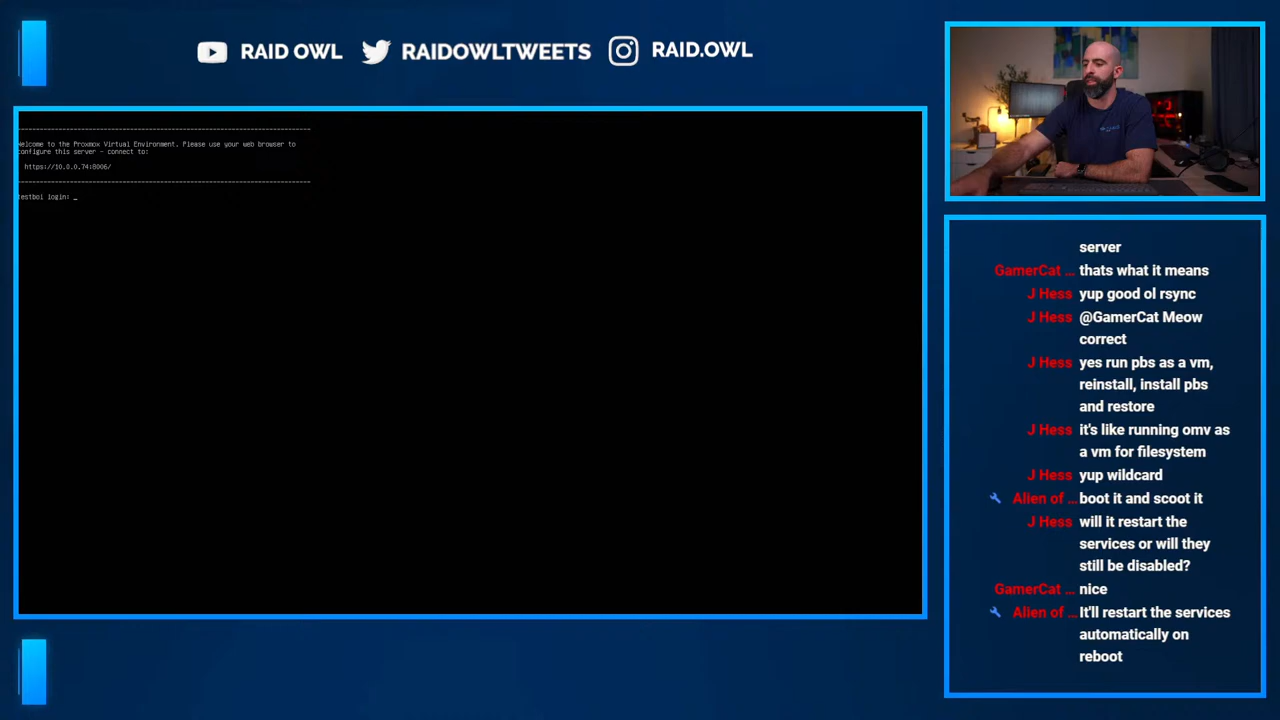 RAID OWL
RAIDOWLTWEETS
RAID.OWL
Welcome to the Proxmox Virtual Environment. Please use your web browser to
configure this server - connect to:
https://10.0.0.74:8006/
testboi login: _
server
GamerCat ... thats what it means
J Hess yup good ol rsync
J Hess @GamerCat Meow
correct
J Hess yes run pbs as a vm,
reinstall, install pbs
and restore
J Hess it's like running omv as
a vm for filesystem
J Hess yup wildcard
Alien of ... boot it and scoot it
J Hess will it restart the
services or will they
still be disabled?
GamerCat ... nice
Alien of ... It'll restart the services
automatically on
reboot